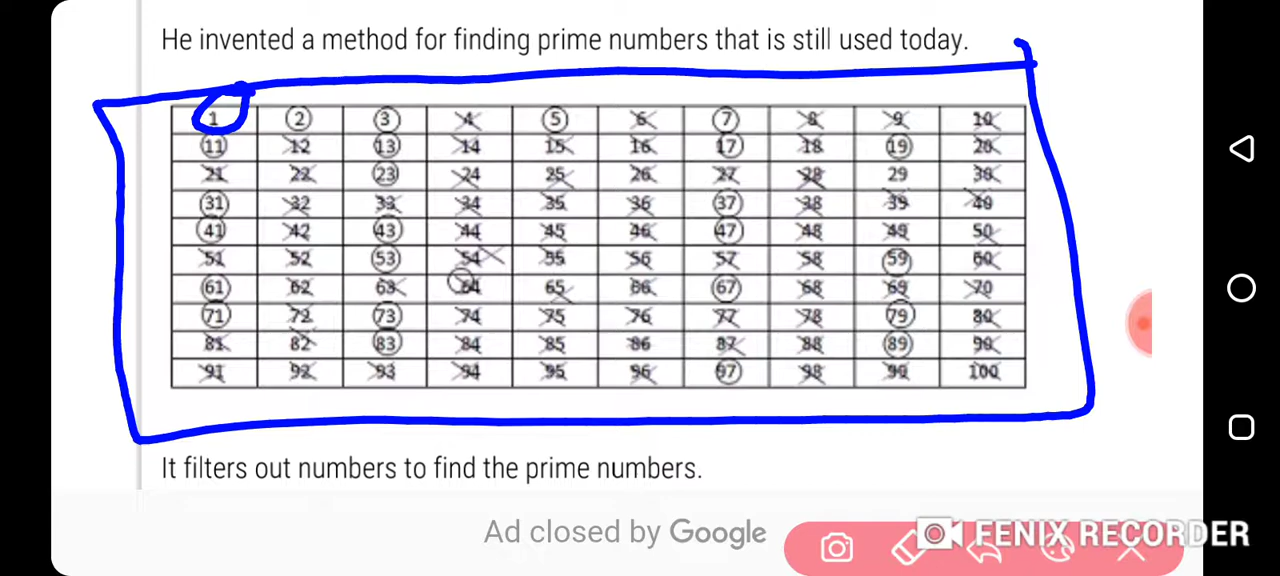 He invented a method for finding prime numbers that is still used today.
1 2 3 4 5 6 7 8 9 10
11 12 13 14 15 16 17 18 19 20
21 22 23 24 25 26 27 28 29 30
31 32 33 34 35 36 37 38 39 40
41 42 43 44 45 46 47 48 49 50
51 52 53 54 55 56 57 58 59 60
61 62 63 64 65 66 67 68 69 70
71 72 73 74 75 76 77 78 79 80
81 82 83 84 85 86 87 88 89 90
91 92 93 94 95 96 97 98 99 100
It filters out numbers to find the prime numbers.
Ad closed by Google
FENIX RECORDER